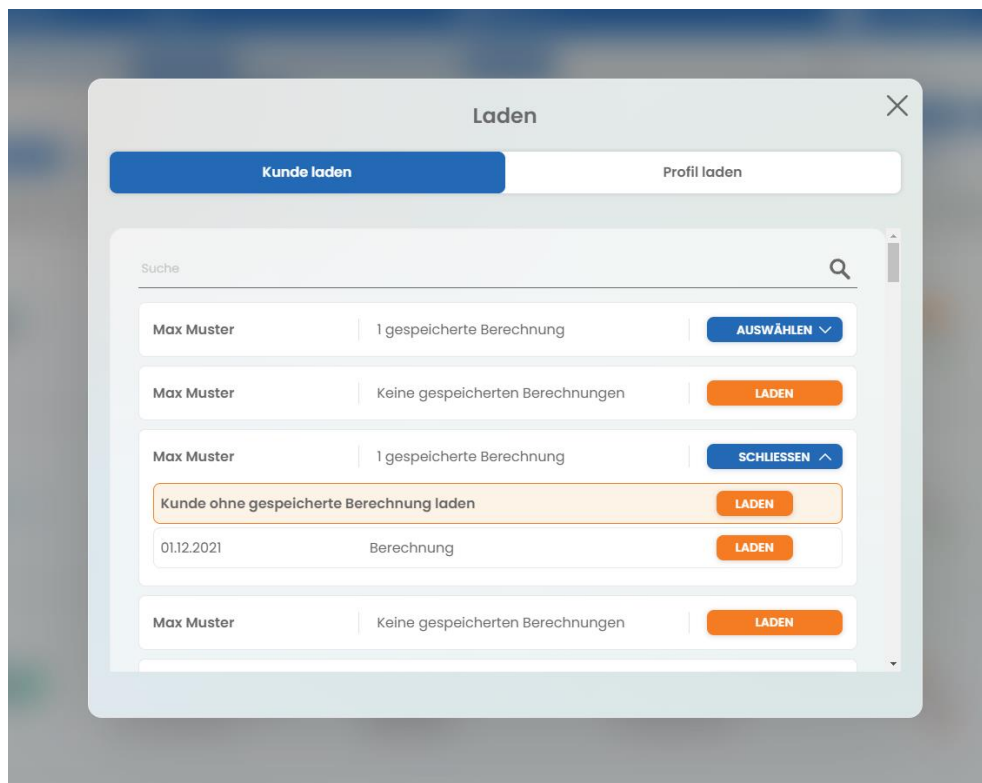 Laden
Kunde laden Profil laden
Suche
Max Muster 1 gespeicherte Berechnung AUSWÄHLEN
Max Muster Keine gespeicherten Berechnungen LADEN
Max Muster 1 gespeicherte Berechnung SCHLIESSEN
Kunde ohne gespeicherte Berechnung laden LADEN
01.12.2021 Berechnung LADEN
Max Muster Keine gespeicherten Berechnungen LADEN